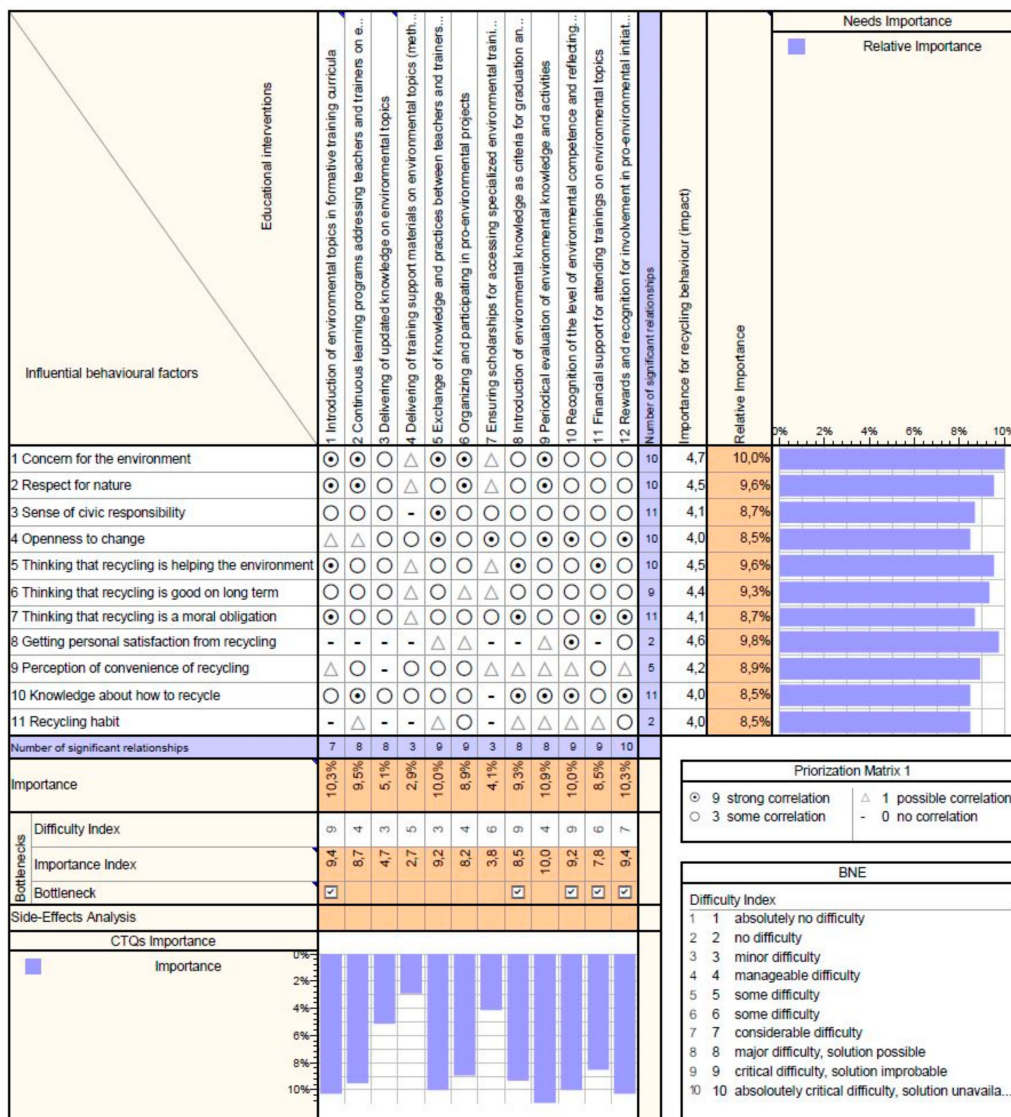 Educational interventions
Influential behavioural factors
1 Introduction of environmental topics in formative training curricula
2 Continuous learning programs addressing teachers and trainers on e...
3 Delivering of updated knowledge on environmental topics
4 Delivering of training support materials on environmental topics (meth...
5 Exchange of knowledge and practices between teachers and trainers...
6 Organizing and participating in pro-environmental projects
7 Ensuring scholarships for accessing specialized environmental traini...
8 Introduction of environmental knowledge as criteria for graduation an...
9 Periodical evaluation of environmental knowledge and activities
10 Recognition of the level of environmental competence and reflecting...
11 Financial support for attending trainings on environmental topics
12 Rewards and recognition for involvement in pro-environmental initiat...
Number of significant relationships
Importance for recycling behaviour (impact)
Relative Importance
Needs Importance
Relative Importance
0% 2% 4% 6% 8% 10%
1 Concern for the environment ⦿ ⦿ ○ △ ⦿ ⦿ △ ○ ⦿ ○ ○ ○ 10 4,7 10,0%
2 Respect for nature ⦿ ⦿ ○ △ ○ ⦿ △ ○ ⦿ ○ ○ ○ 10 4,5 9,6%
3 Sense of civic responsibility ○ ○ ○ - ⦿ ○ ○ ○ ○ ○ ○ ○ 11 4,1 8,7%
4 Openness to change △ △ ○ ○ ⦿ ○ ⦿ ○ ⦿ ⦿ ○ ⦿ 10 4,0 8,5%
5 Thinking that recycling is helping the environment ⦿ ○ ○ △ ○ ○ △ ⦿ ○ ○ ⦿ ○ 10 4,5 9,6%
6 Thinking that recycling is good on long term ○ ○ ○ △ ○ △ △ ○ ○ ○ ○ ○ 9 4,4 9,3%
7 Thinking that recycling is a moral obligation ⦿ ○ ○ △ ○ ○ ○ ⦿ ○ ○ ⦿ ⦿ 11 4,1 8,7%
8 Getting personal satisfaction from recycling - - - - △ △ - - △ ⦿ - ○ 2 4,6 9,8%
9 Perception of convenience of recycling △ ○ - ○ ○ ○ △ △ △ △ ○ △ 5 4,2 8,9%
10 Knowledge about how to recycle ○ ⦿ ○ ○ ○ ○ - ⦿ ⦿ ⦿ ○ ⦿ 11 4,0 8,5%
11 Recycling habit - △ - - △ ○ - △ △ △ △ ○ 2 4,0 8,5%
Number of significant relationships 7 8 8 3 9 9 3 8 8 9 9 10
Importance 10,3% 9,5% 5,1% 2,9% 10,0% 8,9% 4,1% 9,3% 10,9% 10,0% 8,5% 10,3%
Bottlenecks
Difficulty Index 9 4 3 5 3 4 6 9 4 9 6 7
Importance Index 9,4 8,7 4,7 2,7 9,2 8,2 3,8 8,5 10,0 9,2 7,8 9,4
Bottleneck
Side-Effects Analysis
CTQs Importance
Importance
0%
2%
4%
6%
8%
10%
Priorization Matrix 1
⦿ 9 strong correlation △ 1 possible correlation
○ 3 some correlation - 0 no correlation
BNE
Difficulty Index
1 1 absolutely no difficulty
2 2 no difficulty
3 3 minor difficulty
4 4 manageable difficulty
5 5 some difficulty
6 6 some difficulty
7 7 considerable difficulty
8 8 major difficulty, solution possible
9 9 critical difficulty, solution improbable
10 10 absoloutely critical difficulty, solution unavaila...